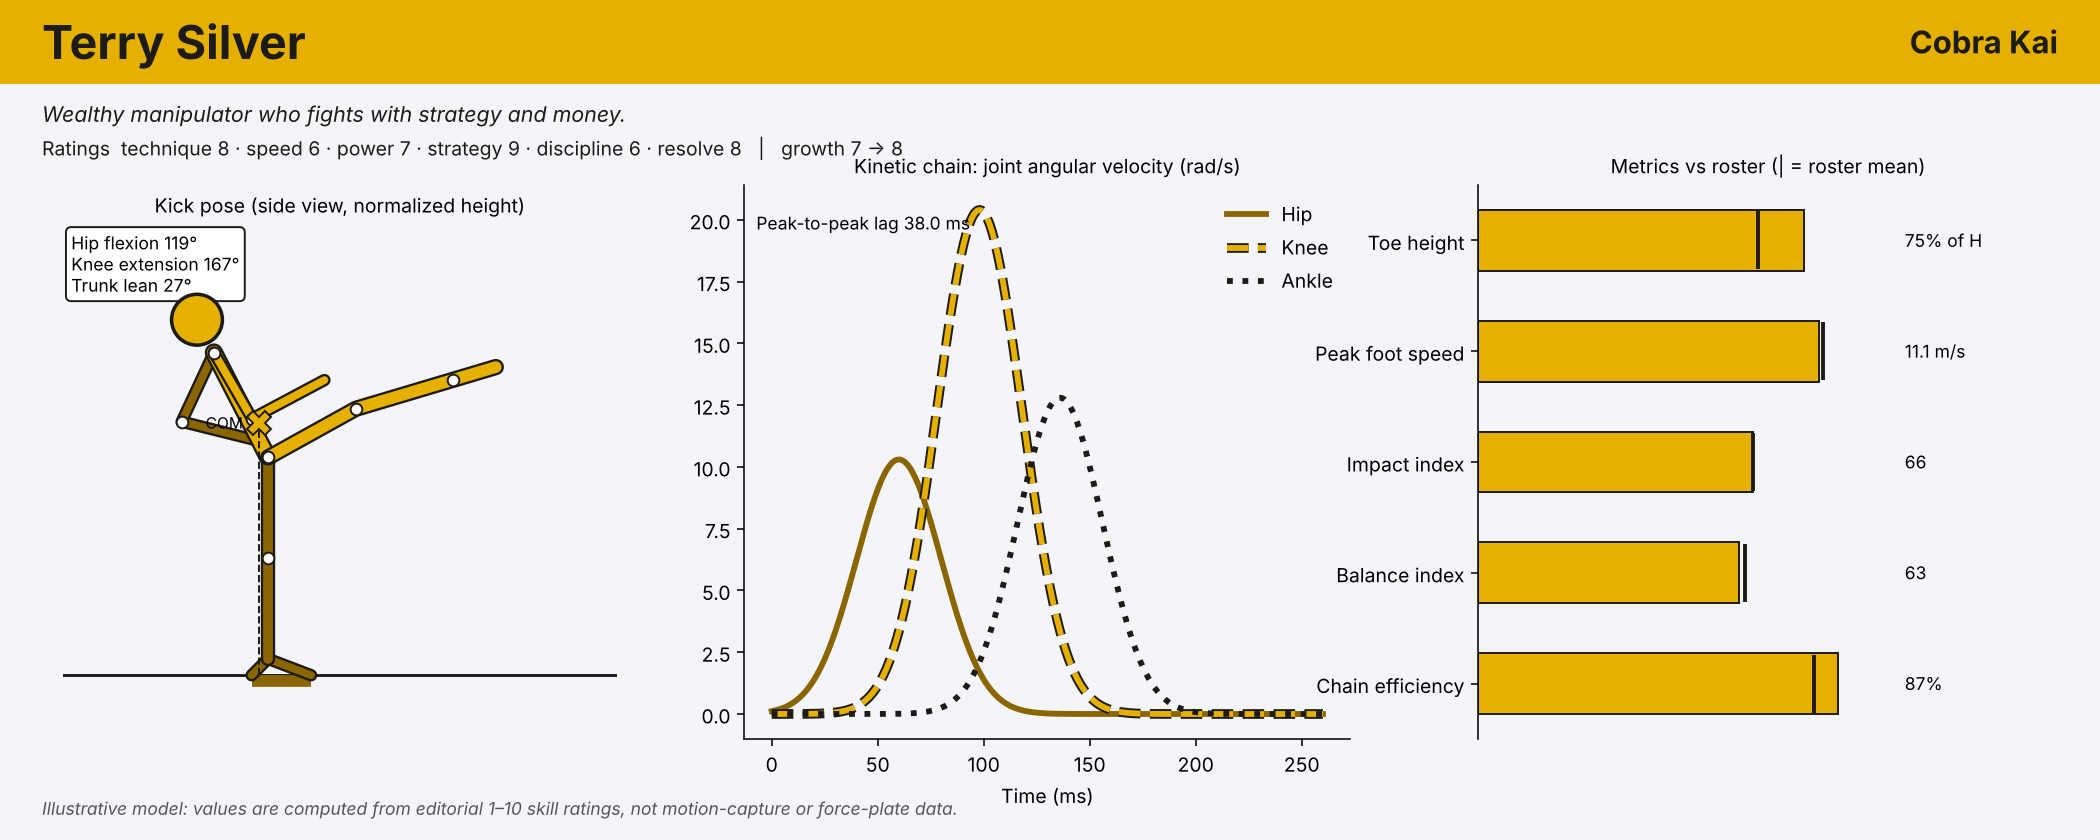 Terry Silver
Cobra Kai
Wealthy manipulator who fights with strategy and money.
Ratings  technique 8 · speed 6 · power 7 · strategy 9 · discipline 6 · resolve 8  |  growth 7 → 8
Kick pose (side view, normalized height)
Hip flexion 119°
Knee extension 167°
Trunk lean 27°
COM
Kinetic chain: joint angular velocity (rad/s)
Peak-to-peak lag 38.0 ms
Hip
Knee
Ankle
20.0
17.5
15.0
12.5
10.0
7.5
5.0
2.5
0.0
0 50 100 150 200 250
Time (ms)
Metrics vs roster (| = roster mean)
Toe height 75% of H
Peak foot speed 11.1 m/s
Impact index 66
Balance index 63
Chain efficiency 87%
Illustrative model: values are computed from editorial 1–10 skill ratings, not motion-capture or force-plate data.